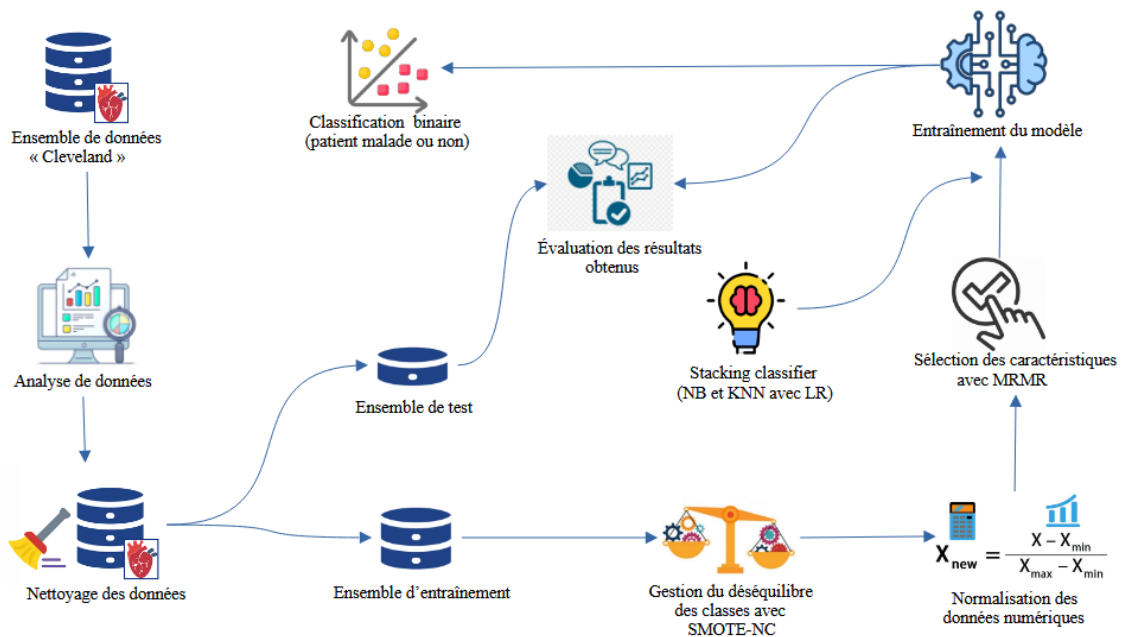 Ensemble de données
« Cleveland »
Classification binaire
(patient malade ou non)
Entraînement du modèle
Évaluation des résultats
obtenus
Analyse de données
Ensemble de test
Stacking classifier
(NB et KNN avec LR)
Sélection des caractéristiques
avec MRMR
Nettoyage des données
Ensemble d'entraînement
Gestion du déséquilibre
des classes avec
SMOTE-NC
X new = X – X min
X max – X min
Normalisation des
données numériques